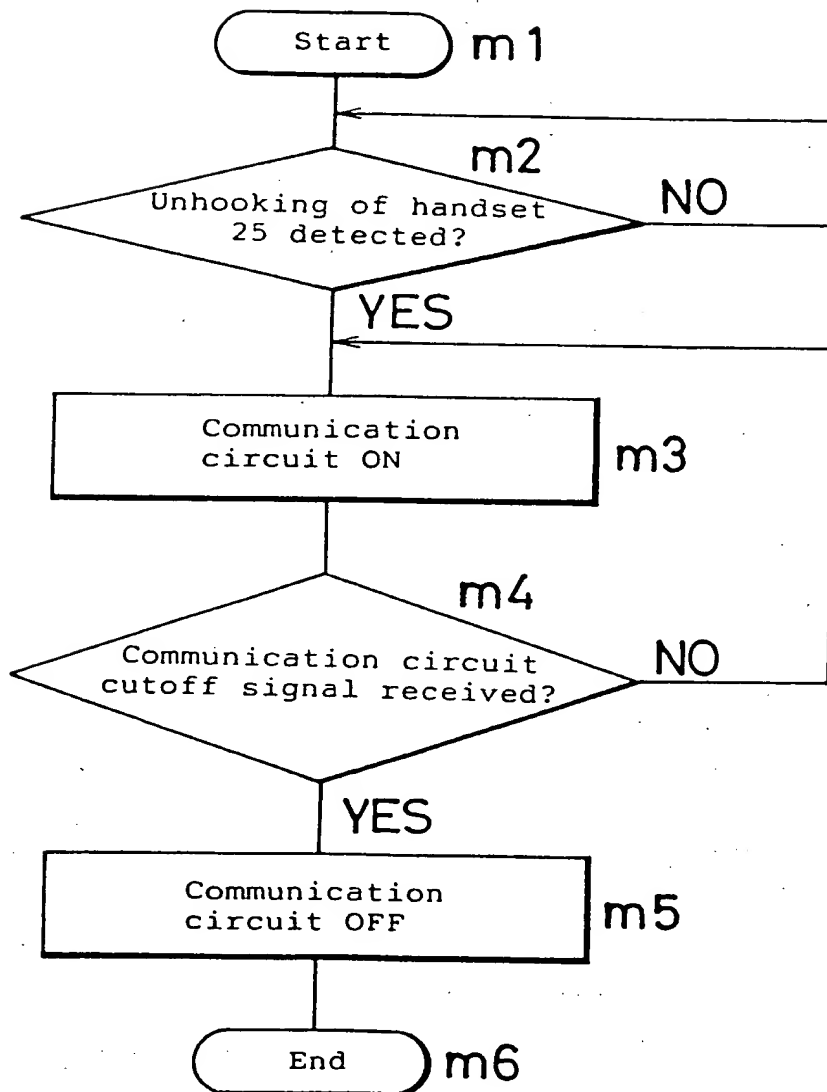 Start
m1
m2
Unhooking of handset
25 detected?
NO
YES
Communication
circuit ON
m3
m4
Communication circuit
cutoff signal received?
NO
YES
Communication
circuit OFF
m5
End
m6